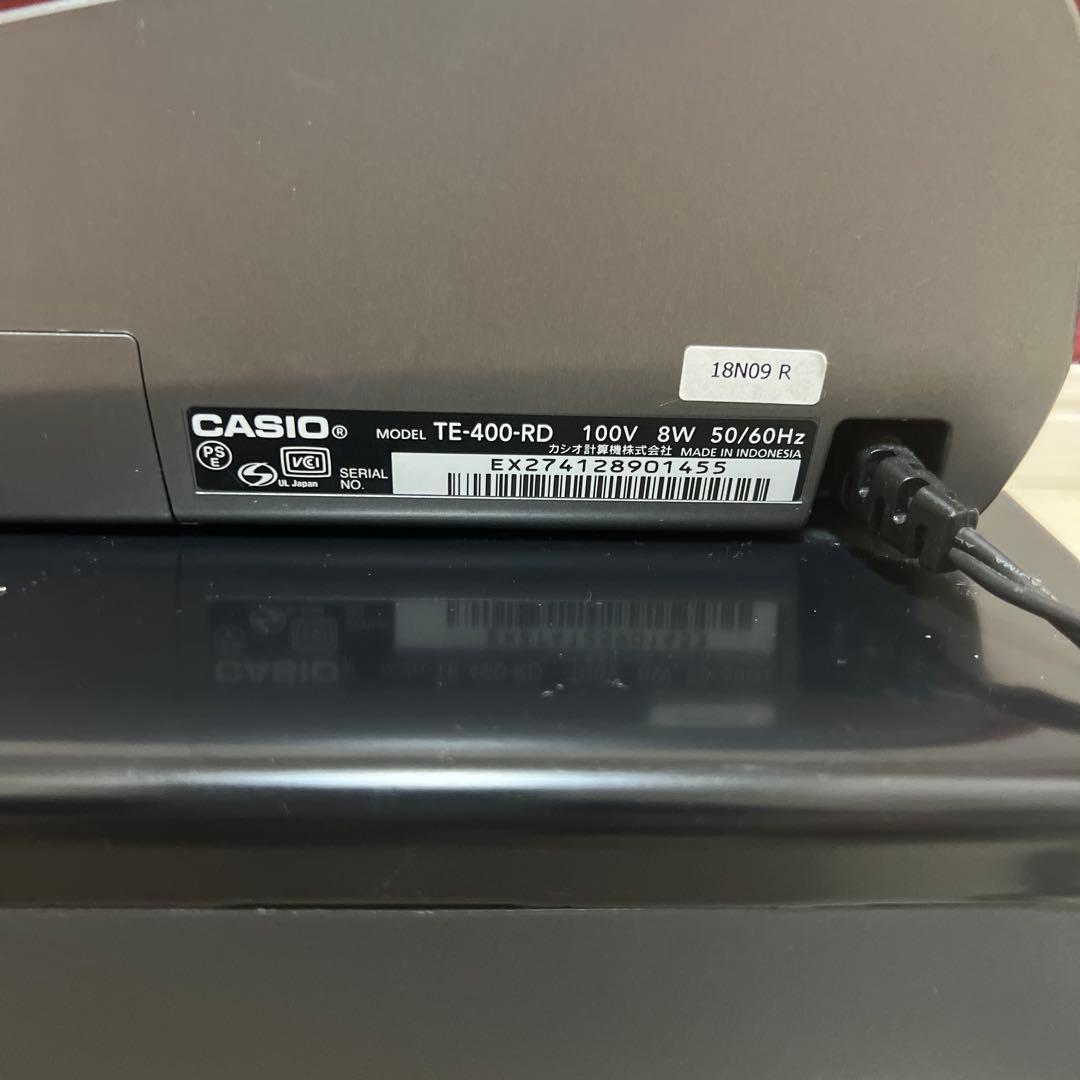 18N09 R
CASIO® MODEL TE-400-RD 100V 8W 50/60Hz
カシオ計算機株式会社 MADE IN INDONESIA
PS E VCI UL Japan
SERIAL NO. EX274128901455